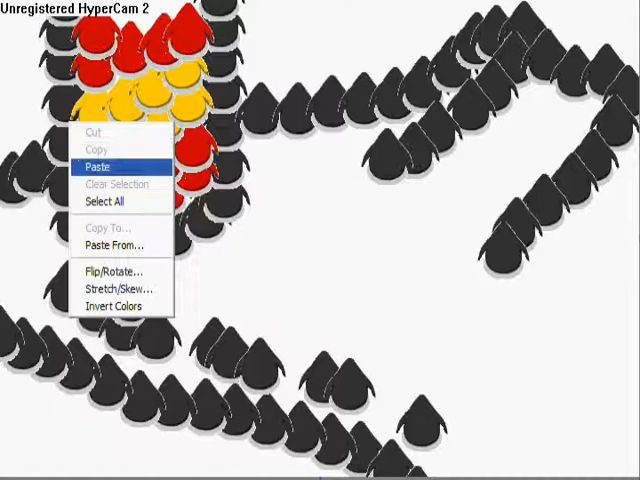 Unregistered HyperCam 2
Cut
Copy
Paste
Clear Selection
Select All
Copy To...
Paste From...
Flip/Rotate...
Stretch/Skew...
Invert Colors